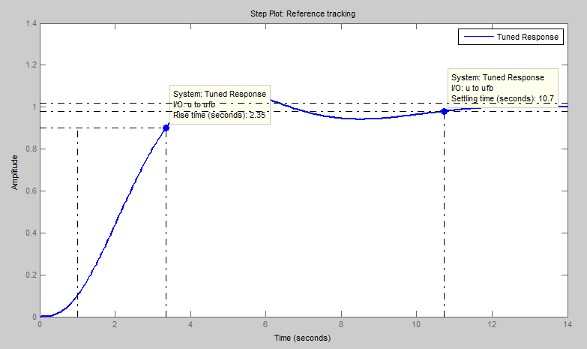 Step Plot: Reference tracking
Tuned Response
System: Tuned Response
I/O: u to ufb
Rise time (seconds): 2.35
System: Tuned Response
I/O: u to ufb
Settling time (seconds): 10.7
Amplitude
1.4
1.2
1
0.8
0.6
0.4
0.2
0
0
2
4
6
8
10
12
14
Time (seconds)